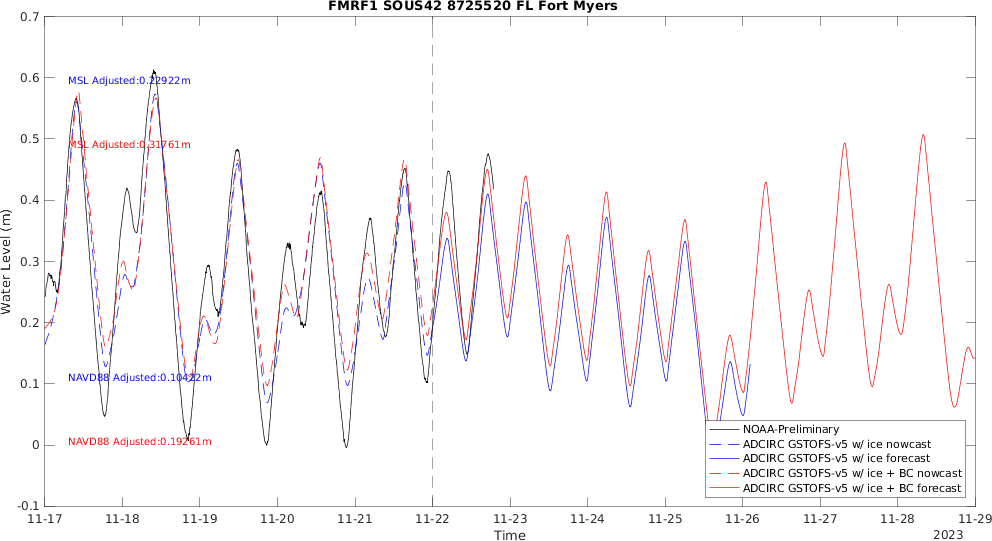 FMRF1 SOUS42 8725520 FL Fort Myers
0.7
0.6
0.5
0.4
0.3
0.2
0.1
0
-0.1
Water Level (m)
MSL Adjusted:0.22922m
MSL Adjusted:0.31761m
NAVD88 Adjusted:0.10422m
NAVD88 Adjusted:0.19261m
NOAA-Preliminary
ADCIRC GSTOFS-v5 w/ ice nowcast
ADCIRC GSTOFS-v5 w/ ice forecast
ADCIRC GSTOFS-v5 w/ ice + BC nowcast
ADCIRC GSTOFS-v5 w/ ice + BC forecast
11-17 11-18 11-19 11-20 11-21 11-22 11-23 11-24 11-25 11-26 11-27 11-28 11-29
Time
2023